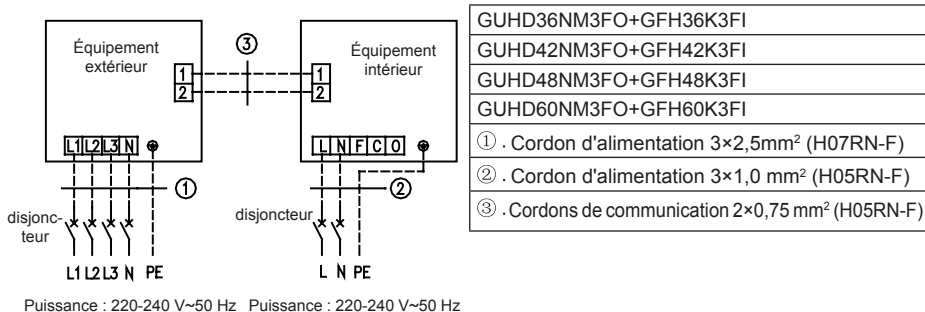 Équipement
extérieur
1
2
L1 L2 L3 N
①
disjonc-
teur
L1 L2 L3 N PE
Puissance : 220-240 V~50 Hz
③
Équipement
intérieur
1
2
L N F C O
②
disjoncteur
L N PE
Puissance : 220-240 V~50 Hz
GUHD36NM3FO+GFH36K3FI
GUHD42NM3FO+GFH42K3FI
GUHD48NM3FO+GFH48K3FI
GUHD60NM3FO+GFH60K3FI
① . Cordon d'alimentation 3×2,5mm² (H07RN-F)
② . Cordon d'alimentation 3×1,0 mm² (H05RN-F)
③ . Cordons de communication 2×0,75 mm² (H05RN-F)